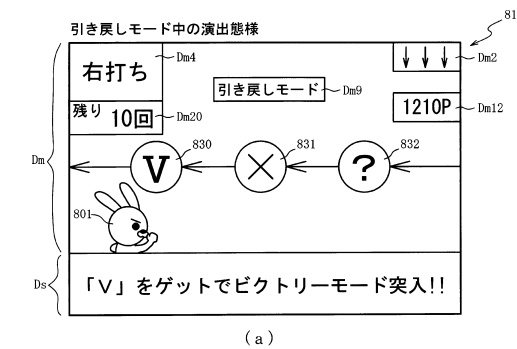 引き戻しモード中の演出態様
81
右打ち
Dm4
↓ ↓ ↓
Dm2
引き戻しモード
Dm9
残り 10回
Dm20
1210P
Dm12
830
831
832
V
×
?
Dm
801
Ds
「V」をゲットでビクトリーモード突入!!
(a)